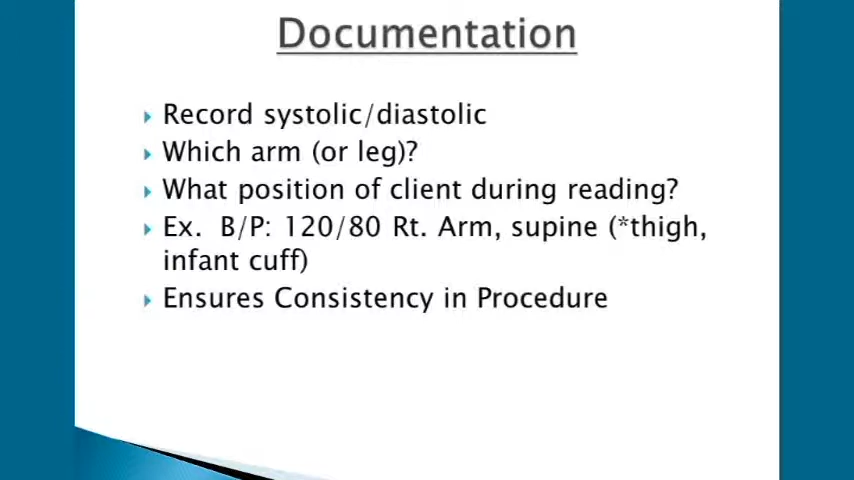 Documentation
Record systolic/diastolic
Which arm (or leg)?
What position of client during reading?
Ex.  B/P: 120/80 Rt. Arm, supine (*thigh,
infant cuff)
Ensures Consistency in Procedure